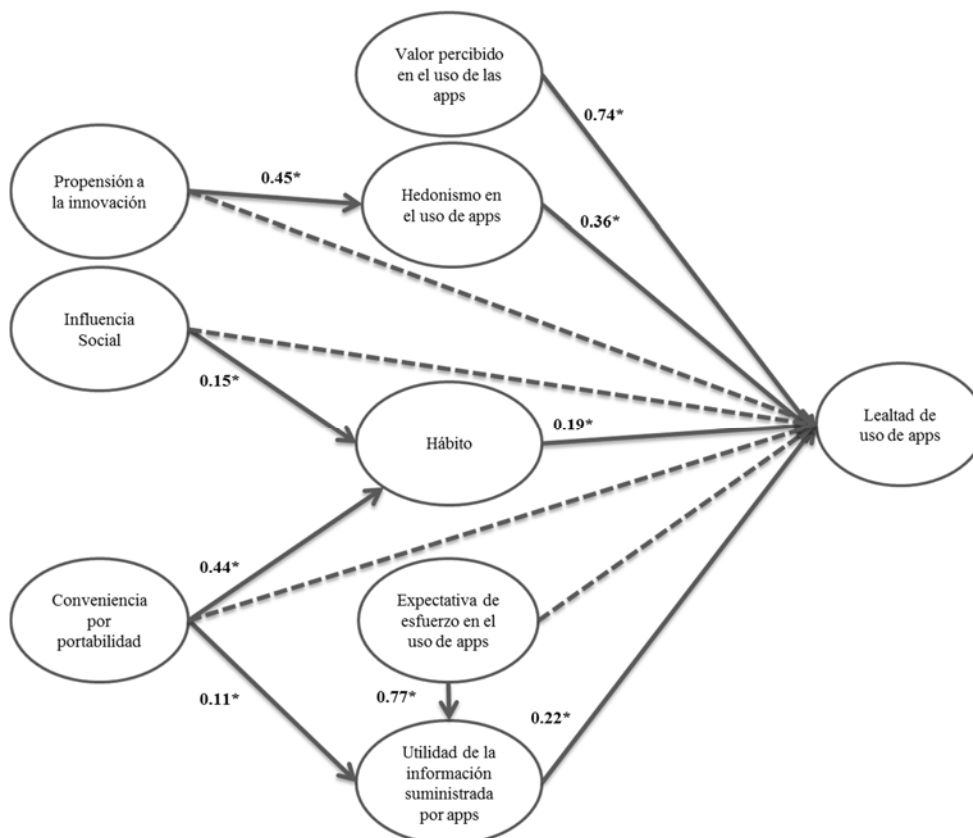 Valor percibido
en el uso de las
apps
0.74*
Propensión a
la innovación
0.45*
Hedonismo en
el uso de apps
0.36*
Influencia
Social
0.15*
Hábito
0.19*
Lealtad de
uso de apps
0.44*
Conveniencia
por
portabilidad
Expectativa de
esfuerzo en el
uso de apps
0.11*
0.77*
0.22*
Utilidad de la
información
suministrada
por apps